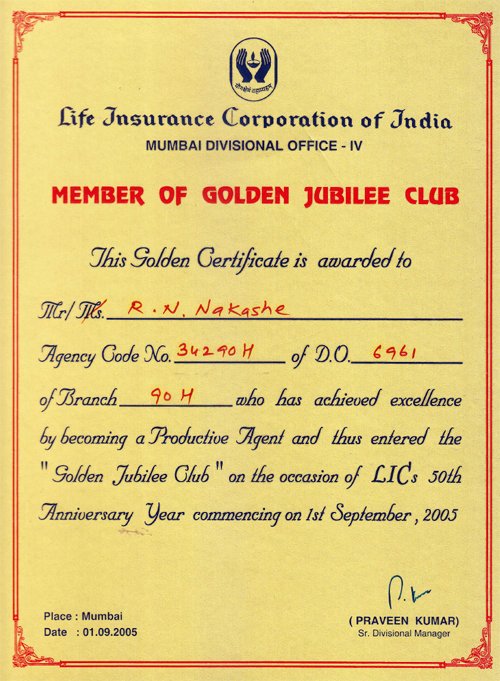 Life Insurance Corporation of India
MUMBAI DIVISIONAL OFFICE - IV
MEMBER OF GOLDEN JUBILEE CLUB
This Golden Certificate is awarded to
Mr/ Ms. R. N. Nakashe
Agency Code No. 34290H of D.O. 6961
of Branch 90 H who has achieved excellence
by becoming a Productive Agent and thus entered the
" Golden Jubilee Club " on the occasion of LIC's 50th
Anniversary Year commencing on 1st September, 2005
Place : Mumbai
Date : 01.09.2005
( PRAVEEN KUMAR)
Sr. Divisional Manager